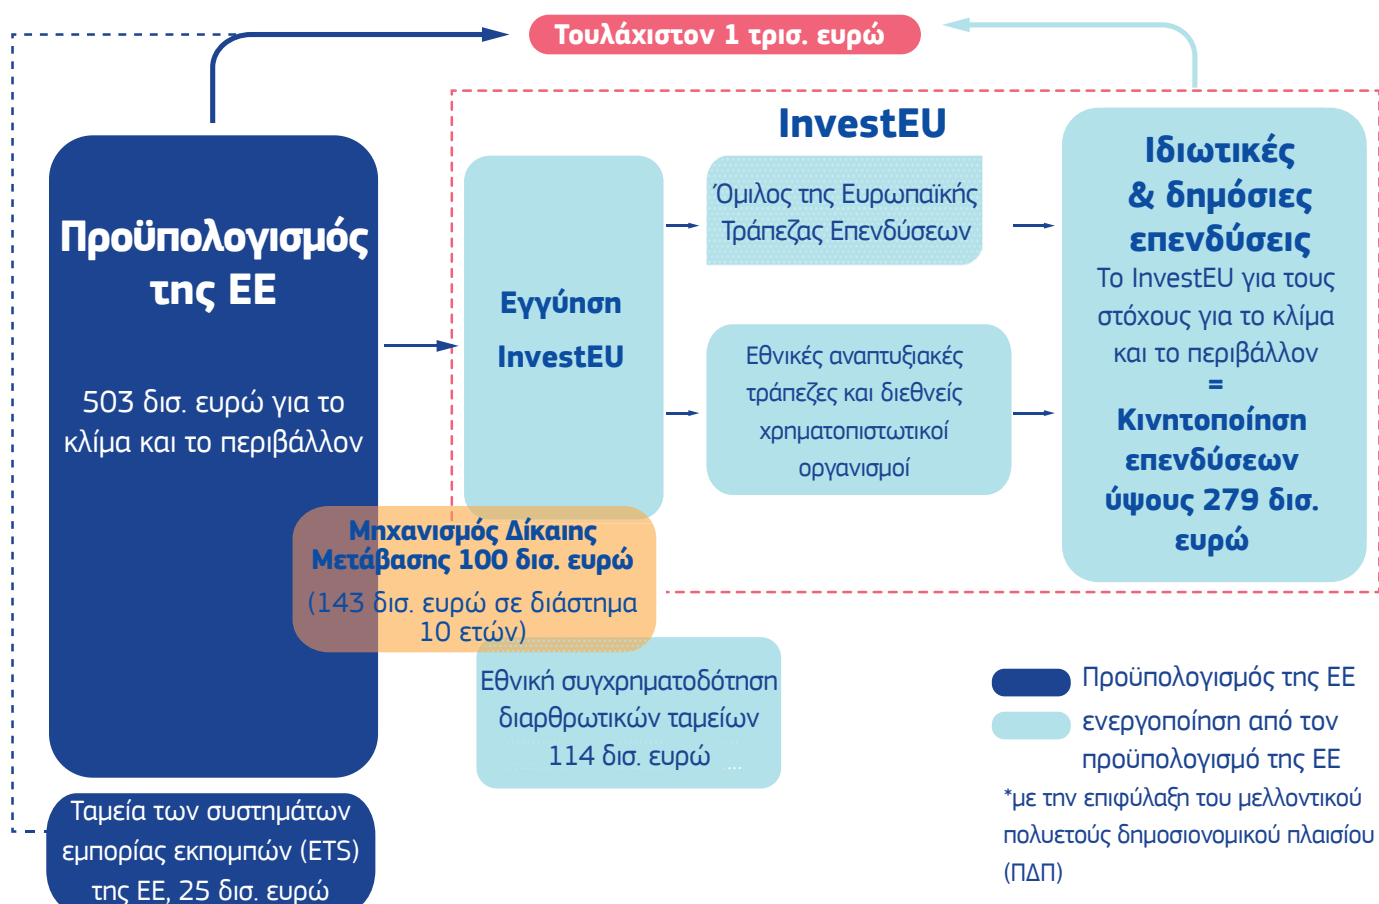 Τουλάχιστον 1 τρισ. ευρώ
Προϋπολογισμός
της ΕΕ
503 δισ. ευρώ για το
κλίμα και το περιβάλλον
InvestEU
Εγγύηση
InvestEU
Όμιλος της Ευρωπαϊκής
Τράπεζας Επενδύσεων
Εθνικές αναπτυξιακές
τράπεζες και διεθνείς
χρηματοπιστωτικοί
οργανισμοί
Ιδιωτικές
& δημόσιες
επενδύσεις
Το InvestEU για τους
στόχους για το κλίμα
και το περιβάλλον
=
Κινητοποίηση
επενδύσεων
ύψους 279 δισ.
ευρώ
Μηχανισμός Δίκαιης
Μετάβασης 100 δισ. ευρώ
(143 δισ. ευρώ σε διάστημα
10 ετών)
Εθνική συγχρηματοδότηση
διαρθρωτικών ταμείων
114 δισ. ευρώ
Ταμεία των συστημάτων
εμπορίας εκπομπών (ETS)
της ΕΕ, 25 δισ. ευρώ
Προϋπολογισμός της ΕΕ
ενεργοποίηση από τον
προϋπολογισμό της ΕΕ
*με την επιφύλαξη του μελλοντικού
πολυετούς δημοσιονομικού πλαισίου
(ΠΔΠ)